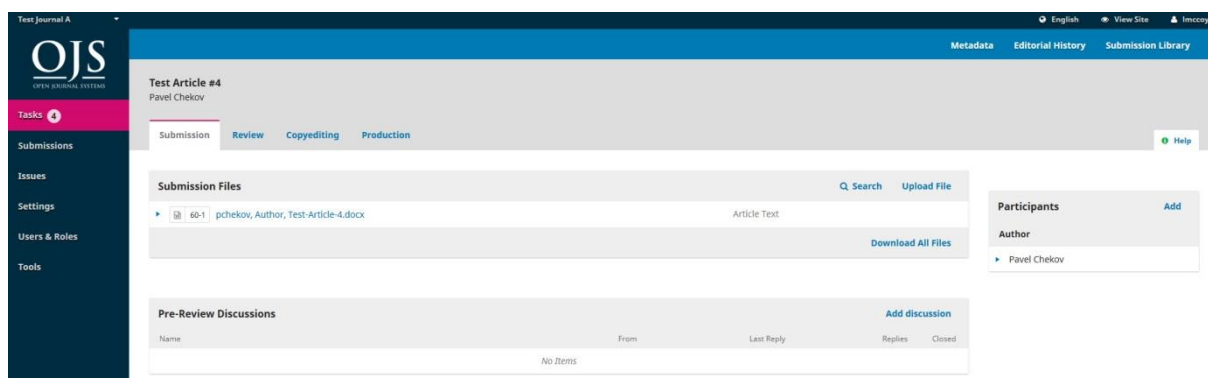 Test Journal A
English View Site lmccoy
OJS
OPEN JOURNAL SYSTEMS
Metadata Editorial History Submission Library
Test Article #4
Pavel Chekov
Tasks 4
Submissions
Issues
Settings
Users & Roles
Tools
Submission Review Copyediting Production
Help
Submission Files Search Upload File
60-1 pchekov, Author, Test-Article-4.docx Article Text
Download All Files
Participants Add
Author
Pavel Chekov
Pre-Review Discussions Add discussion
Name From Last Reply Replies Closed
No Items